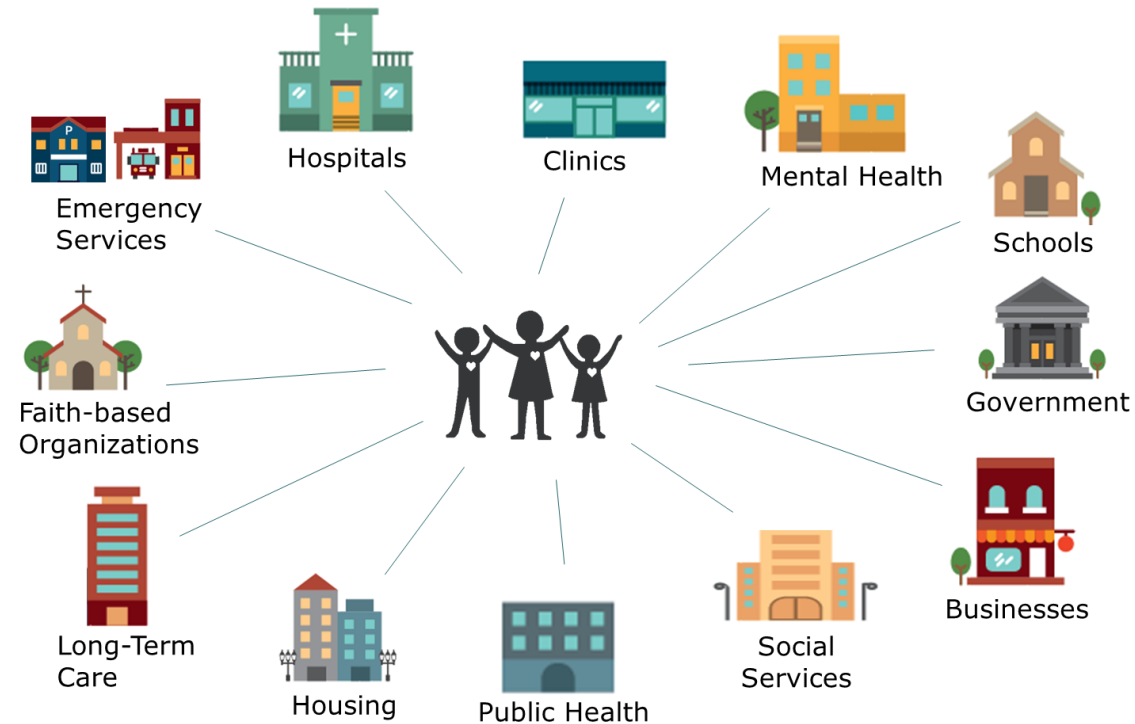 Hospitals
Clinics
Mental Health
P
Emergency
Services
Schools
Faith-based
Organizations
Government
Long-Term
Care
Housing
Public Health
Social
Services
Businesses